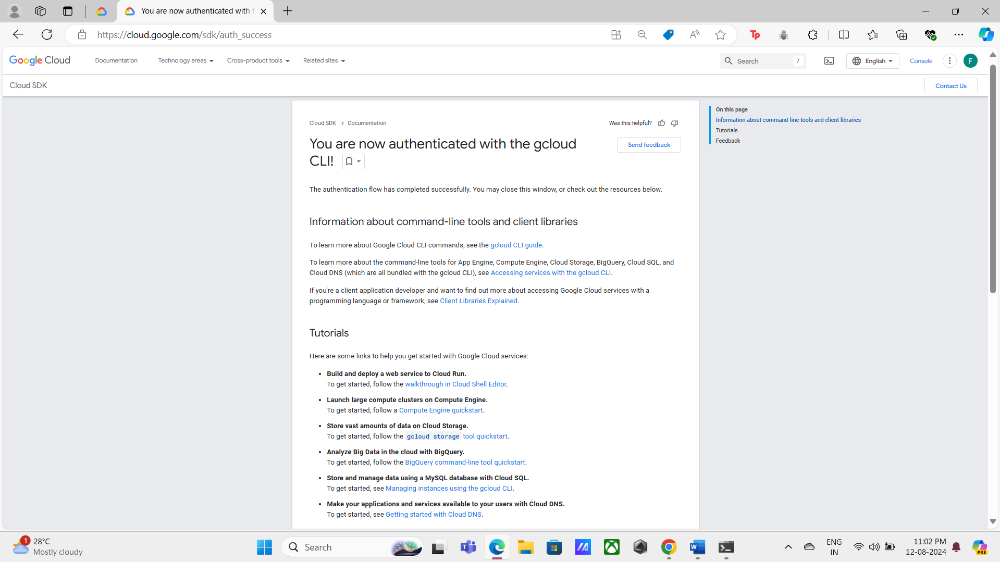 You are now authenticated with t
https://cloud.google.com/sdk/auth_success
Google Cloud
Documentation
Technology areas
Cross-product tools
Related sites
Search
/
English
Console
F
Cloud SDK
Contact Us
Cloud SDK
Documentation
Was this helpful?
You are now authenticated with the gcloud
CLI!
Send feedback
The authentication flow has completed successfully. You may close this window, or check out the resources below.
Information about command-line tools and client libraries
To learn more about Google Cloud CLI commands, see the gcloud CLI guide.
To learn more about the command-line tools for App Engine, Compute Engine, Cloud Storage, BigQuery, Cloud SQL, and
Cloud DNS (which are all bundled with the gcloud CLI), see Accessing services with the gcloud CLI.
If you're a client application developer and want to find out more about accessing Google Cloud services with a
programming language or framework, see Client Libraries Explained.
Tutorials
Here are some links to help you get started with Google Cloud services:
• Build and deploy a web service to Cloud Run.
To get started, follow the walkthrough in Cloud Shell Editor.
• Launch large compute clusters on Compute Engine.
To get started, follow a Compute Engine quickstart.
• Store vast amounts of data on Cloud Storage.
To get started, follow the gcloud storage tool quickstart.
• Analyze Big Data in the cloud with BigQuery.
To get started, follow the BigQuery command-line tool quickstart.
• Store and manage data using a MySQL database with Cloud SQL.
To get started, see Managing instances using the gcloud CLI.
• Make your applications and services available to your users with Cloud DNS.
To get started, see Getting started with Cloud DNS.
On this page
Information about command-line tools and client libraries
Tutorials
Feedback
1
28°C
Mostly cloudy
Search
ENG
IN
11:02 PM
12-08-2024
PRE